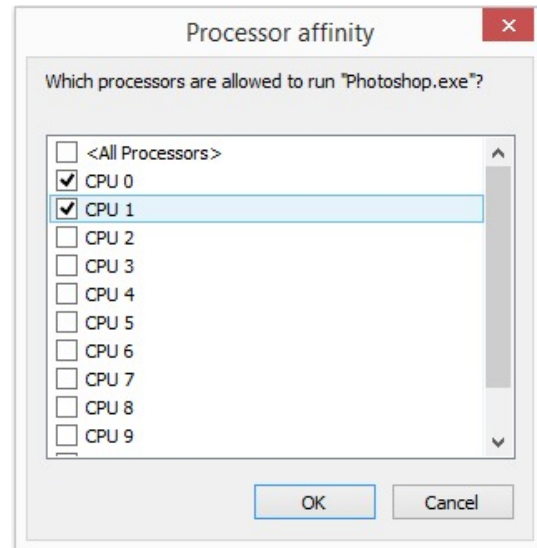 Processor affinity
Which processors are allowed to run "Photoshop.exe"?
<All Processors>
CPU 0
CPU 1
CPU 2
CPU 3
CPU 4
CPU 5
CPU 6
CPU 7
CPU 8
CPU 9
OK Cancel